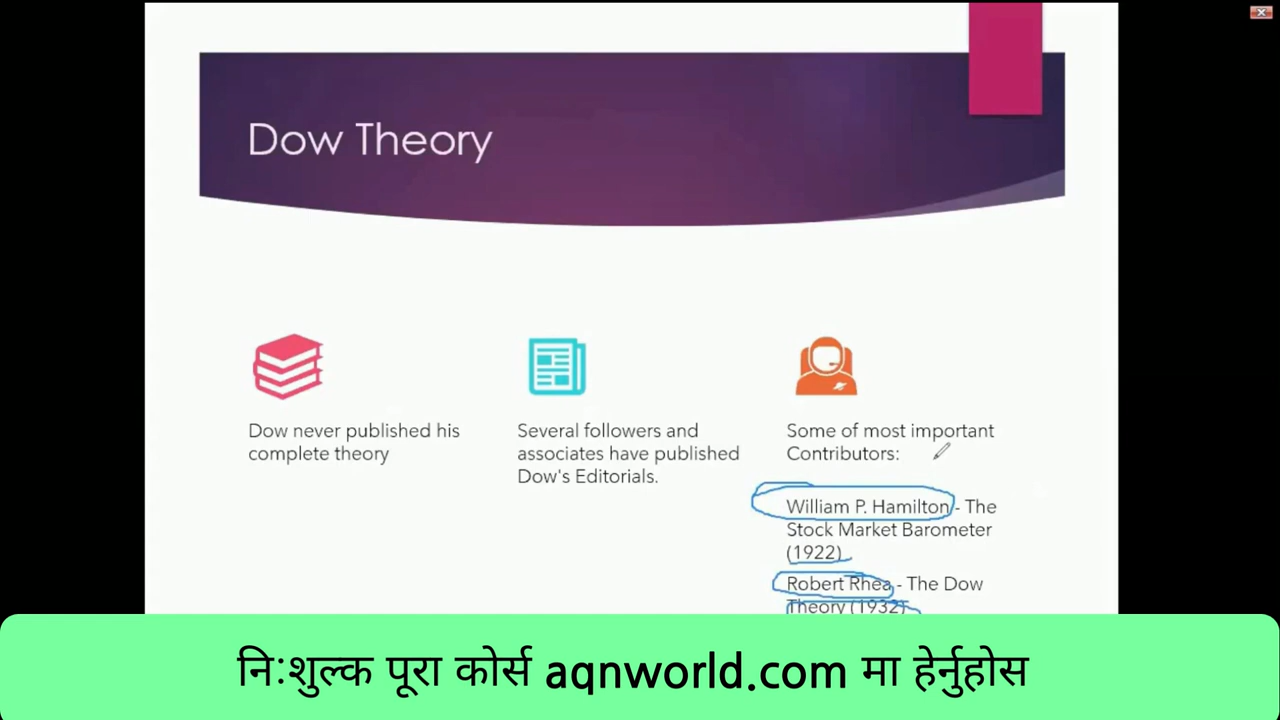 Dow Theory
Dow never published his
complete theory
Several followers and
associates have published
Dow's Editorials.
Some of most important
Contributors:
William P. Hamilton - The
Stock Market Barometer
(1922)
Robert Rhea - The Dow
Theory (1932)
नि:शुल्क पूरा कोर्स aqnworld.com मा हेर्नुहोस